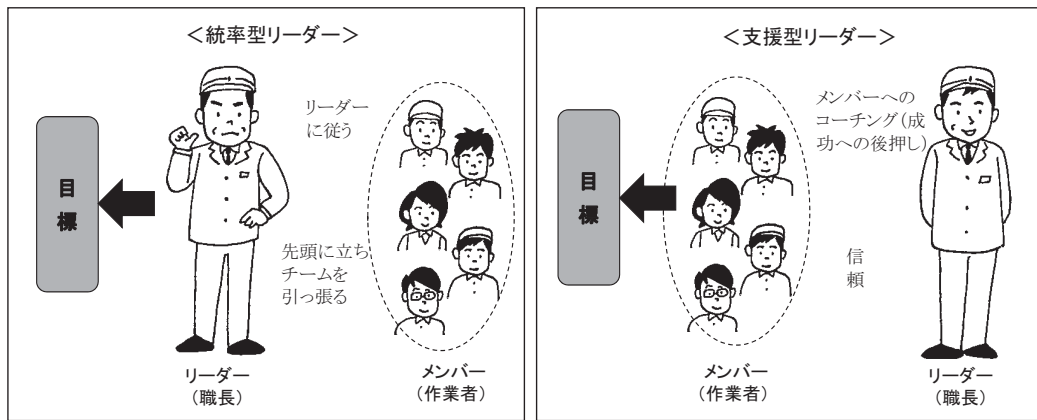 ＜統率型リーダー＞
リーダー
に従う
目
標
先頭に立ち
チームを
引っ張る
リーダー
（職長）
メンバー
（作業者）
＜支援型リーダー＞
メンバーへの
コーチング（成
功への後押し）
目
標
信
頼
メンバー
（作業者）
リーダー
（職長）